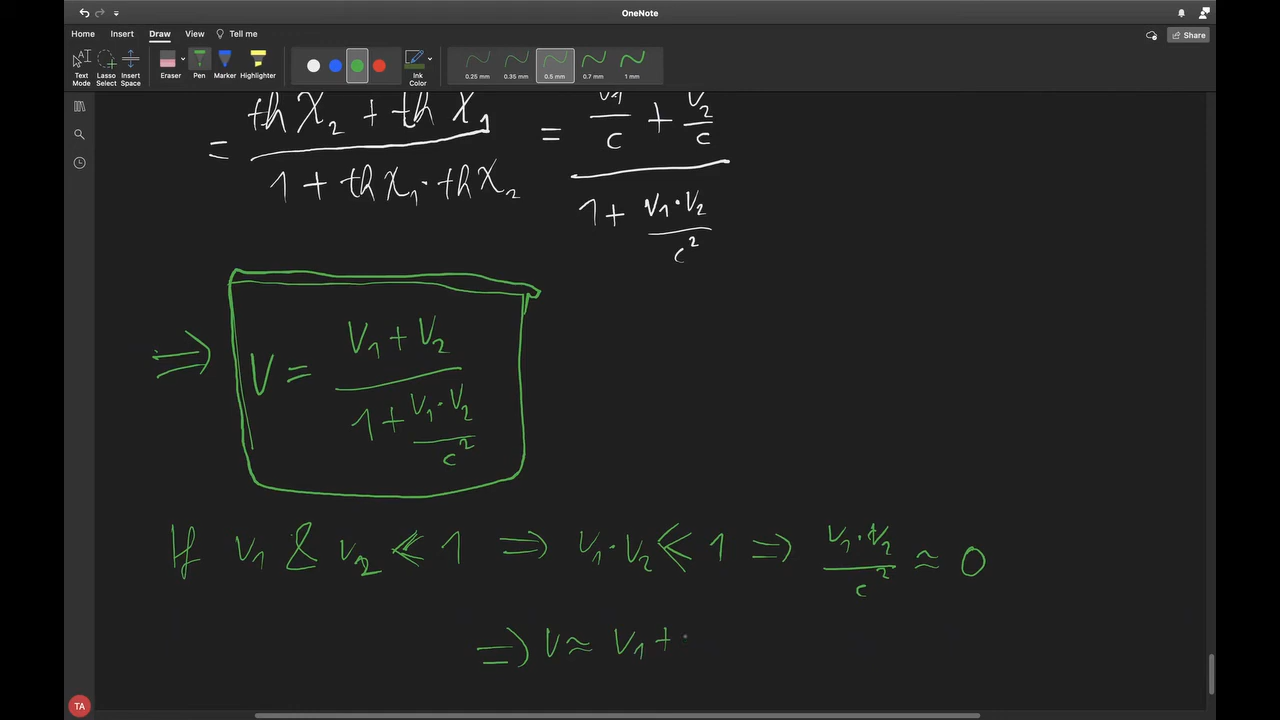 OneNote
Home Insert Draw View Tell me
Share
Text Mode Lasso Select Insert Space Eraser Pen Marker Highlighter Ink Color 0.25 mm 0.35 mm 0.5 mm 0.7 mm 1 mm
= (th χ₂ + th χ₁) / (1 + th χ₁ · th χ₂) = (v₁/c + v₂/c) / (1 + v₁·v₂/c²)
⇒ V = (V₁ + V₂) / (1 + V₁·V₂/c²)
If v₁ & v₂ ≪ 1 ⇒ v₁·v₂ ≪ 1 ⇒ v₁·v₂/c² ≈ 0
⇒ V ≈ V₁ +
TA